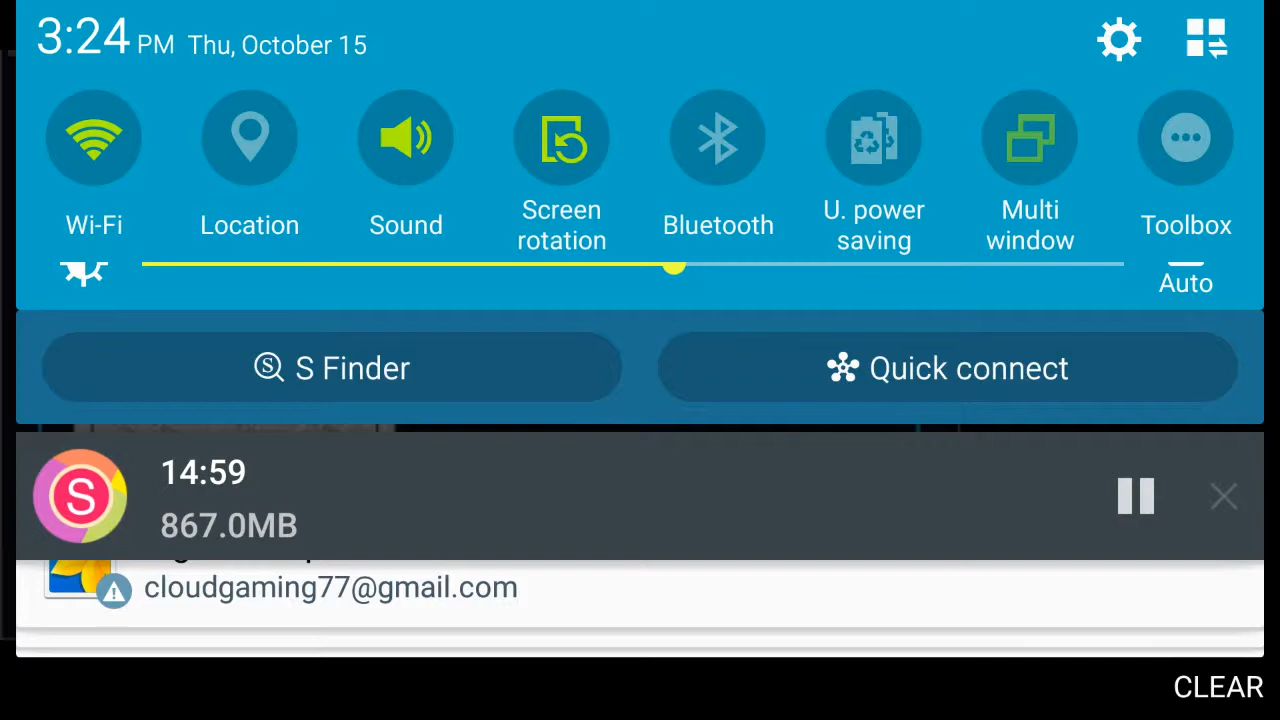 3:24 PM Thu, October 15
Wi-Fi
Location
Sound
Screen
rotation
Bluetooth
U. power
saving
Multi
window
Toolbox
Auto
S Finder
Quick connect
S
14:59
867.0MB
cloudgaming77@gmail.com
CLEAR